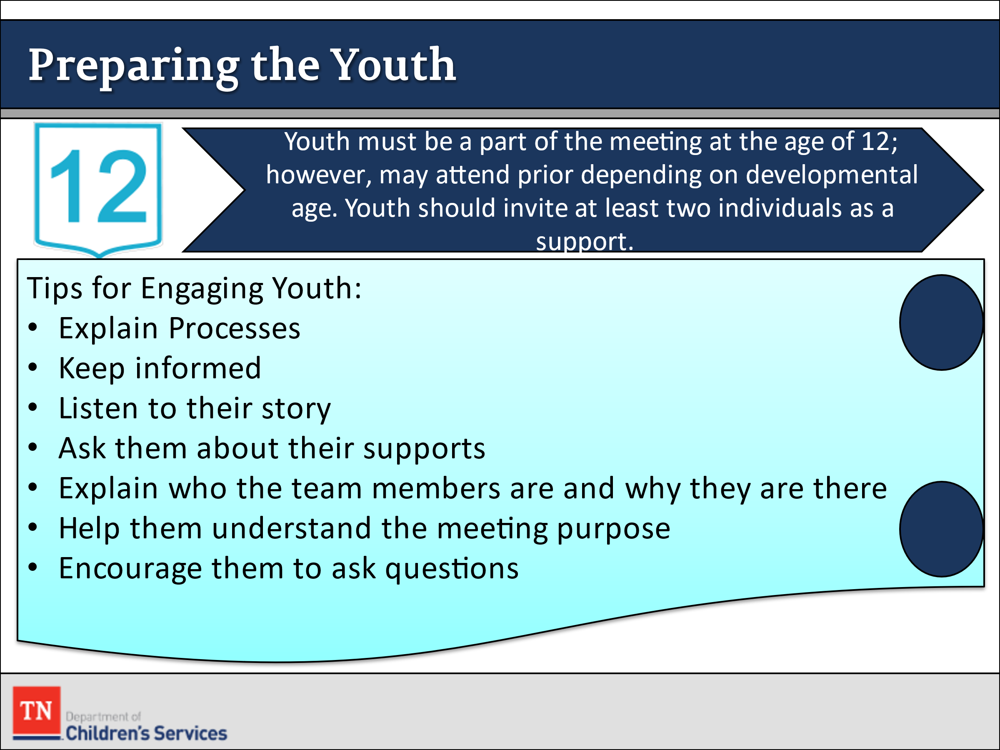 Preparing the Youth
12
Youth must be a part of the meeting at the age of 12;
however, may attend prior depending on developmental
age. Youth should invite at least two individuals as a
support.
Tips for Engaging Youth:
• Explain Processes
• Keep informed
• Listen to their story
• Ask them about their supports
• Explain who the team members are and why they are there
• Help them understand the meeting purpose
• Encourage them to ask questions
TN
Department of
Children's Services